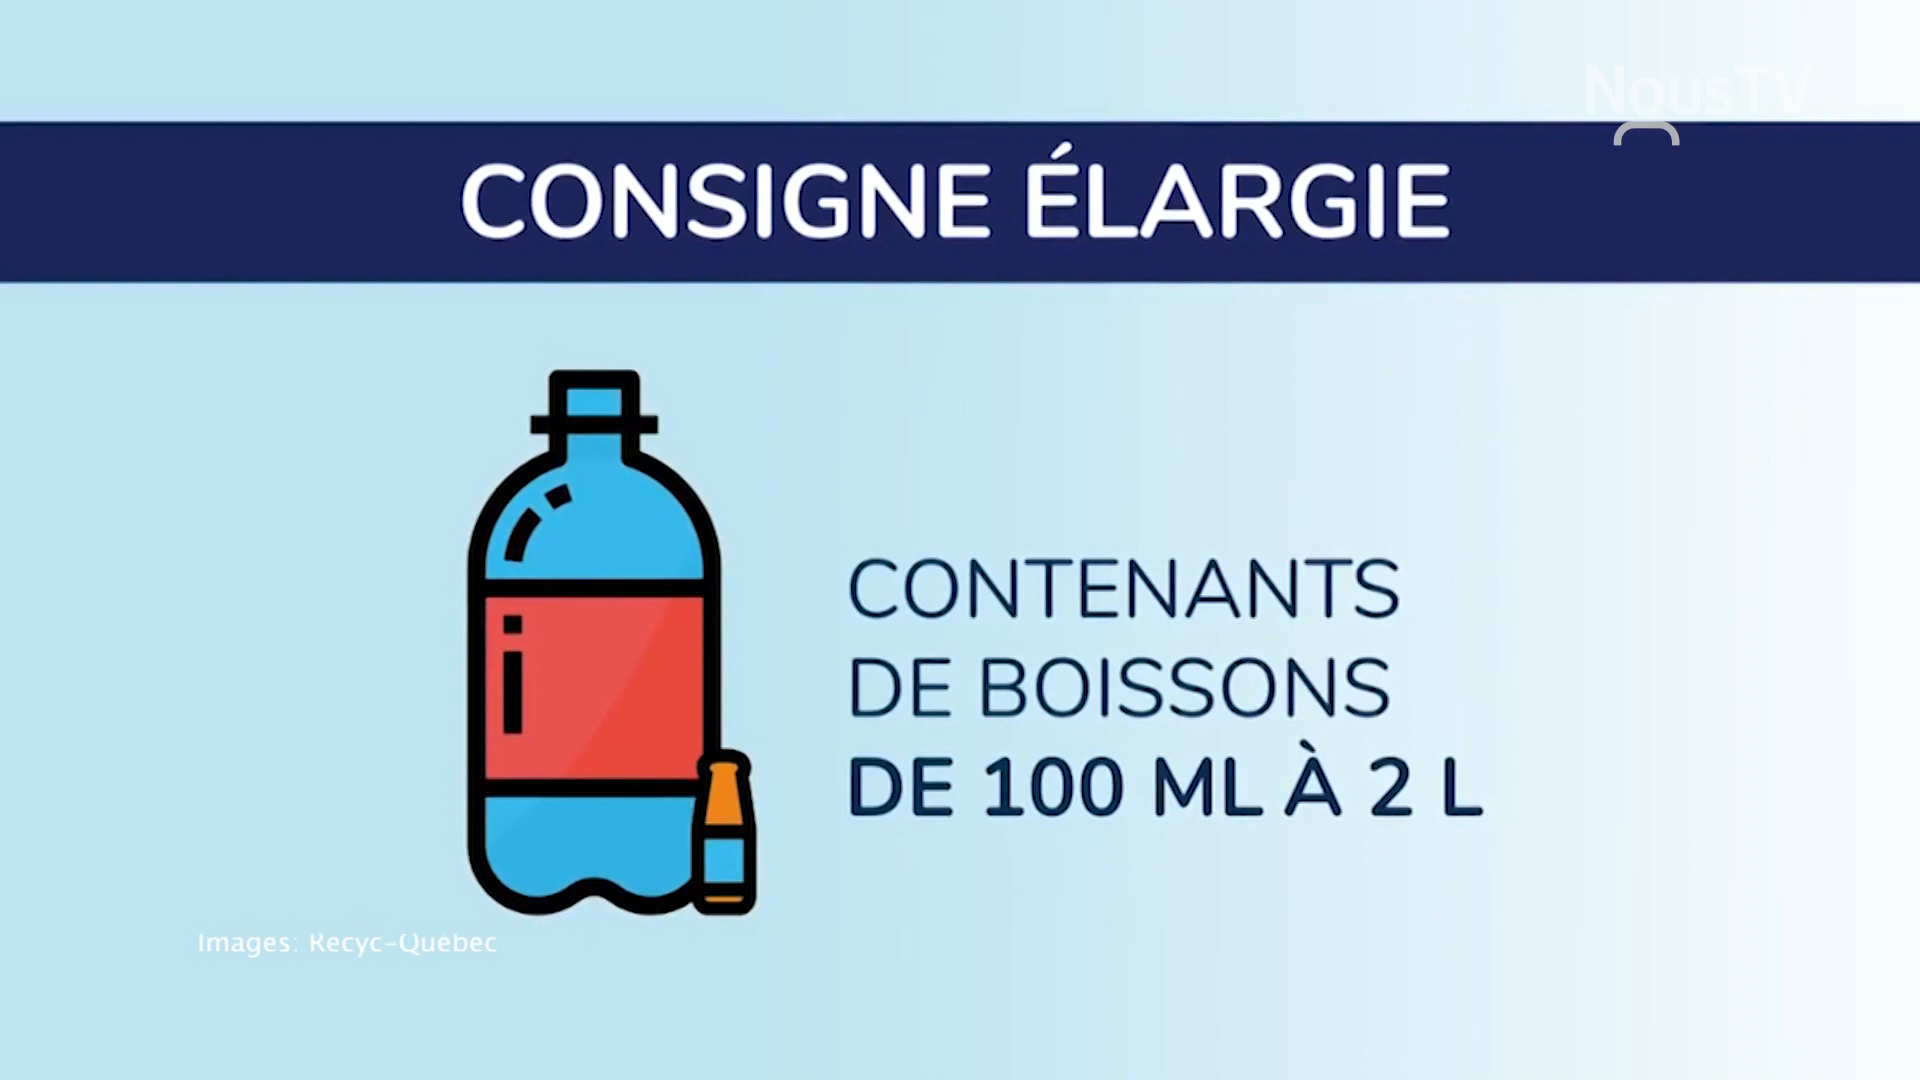 NousTV
CONSIGNE ÉLARGIE
i
CONTENANTS
DE BOISSONS
DE 100 ML À 2 L
Images: Recyc-Québec